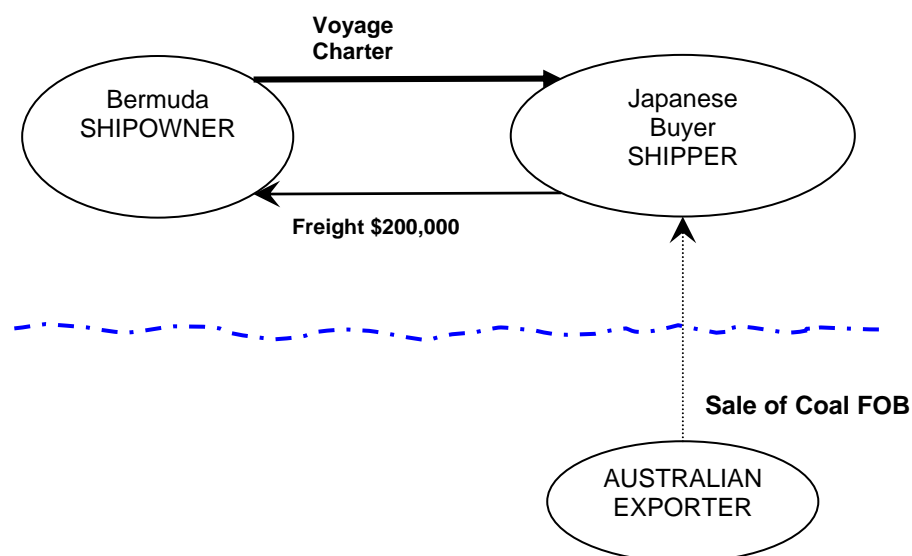 Voyage
Charter
Bermuda
SHIPOWNER
Japanese
Buyer
SHIPPER
Freight $200,000
Sale of Coal FOB
AUSTRALIAN
EXPORTER